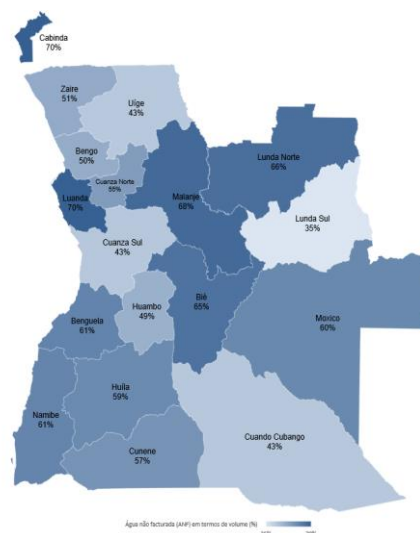 Cabinda
70%
Zaire
51%
Uíge
43%
Bengo
50%
Cuanza Norte
55%
Luanda
70%
Malanje
68%
Lunda Norte
66%
Lunda Sul
35%
Cuanza Sul
43%
Huambo
49%
Bié
65%
Benguela
61%
Moxico
60%
Huíla
59%
Namibe
61%
Cunene
57%
Cuando Cubango
43%
Água não facturada (ANF) em termos de volume (%)